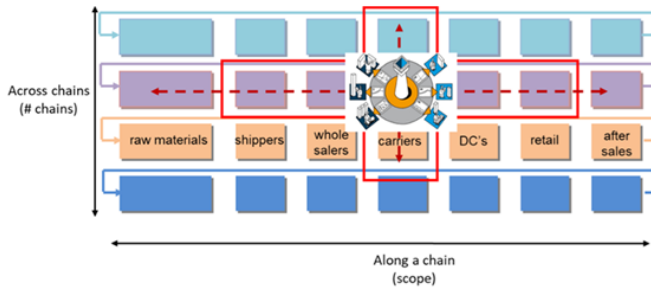 Across chains
(# chains)
raw materials
shippers
whole
salers
carriers
DC's
retail
after
sales
Along a chain
(scope)